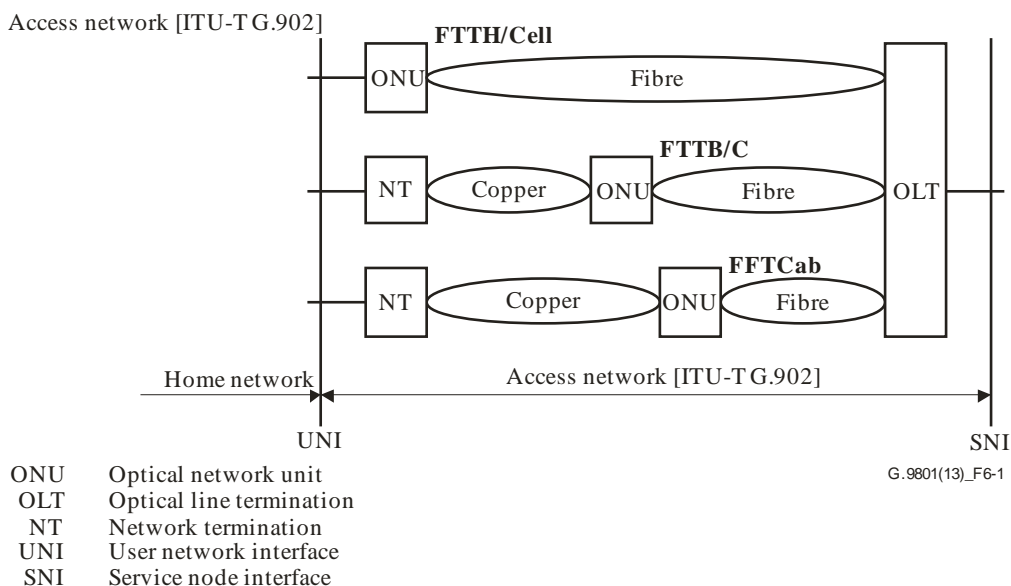 Access network [ITU-T G.902]
FTTH/Cell
ONU
Fibre
FTTB/C
NT
Copper
ONU
Fibre
OLT
FFTCab
NT
Copper
ONU
Fibre
Home network
Access network [ITU-T G.902]
UNI
SNI
G.9801(13)_F6-1
ONU Optical network unit
OLT Optical line termination
NT Network termination
UNI User network interface
SNI Service node interface